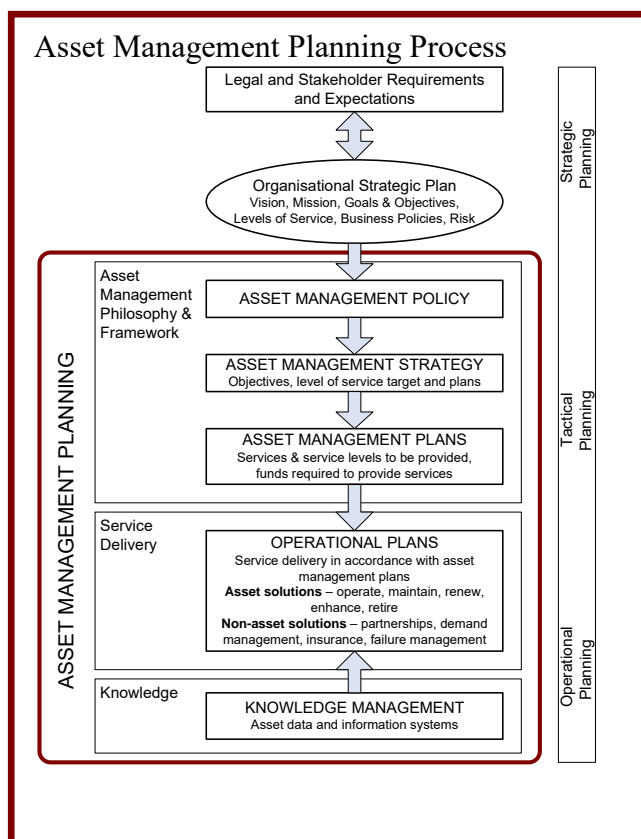 Asset Management Planning Process
Legal and Stakeholder Requirements
and Expectations
Organisational Strategic Plan
Vision, Mission, Goals & Objectives,
Levels of Service, Business Policies, Risk
Strategic
Planning
ASSET MANAGEMENT PLANNING
Asset
Management
Philosophy &
Framework
ASSET MANAGEMENT POLICY
ASSET MANAGEMENT STRATEGY
Objectives, level of service target and plans
ASSET MANAGEMENT PLANS
Services & service levels to be provided,
funds required to provide services
Tactical
Planning
Service
Delivery
OPERATIONAL PLANS
Service delivery in accordance with asset
management plans
Asset solutions – operate, maintain, renew,
enhance, retire
Non-asset solutions – partnerships, demand
management, insurance, failure management
Operational
Planning
Knowledge
KNOWLEDGE MANAGEMENT
Asset data and information systems